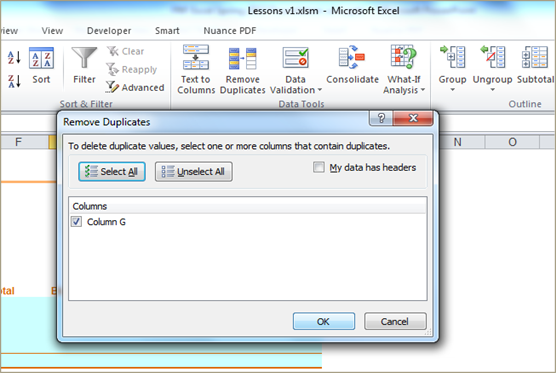 Lessons v1.xlsm - Microsoft Excel
View Developer Smart Nuance PDF
Sort
Filter
Clear
Reapply
Advanced
Text to Columns
Remove Duplicates
Data Validation
Consolidate
What-If Analysis
Group
Ungroup
Subtotal
Sort & Filter
Data Tools
Outline
Remove Duplicates
To delete duplicate values, select one or more columns that contain duplicates.
Select All
Unselect All
My data has headers
Columns
Column G
OK
Cancel
F
N
O